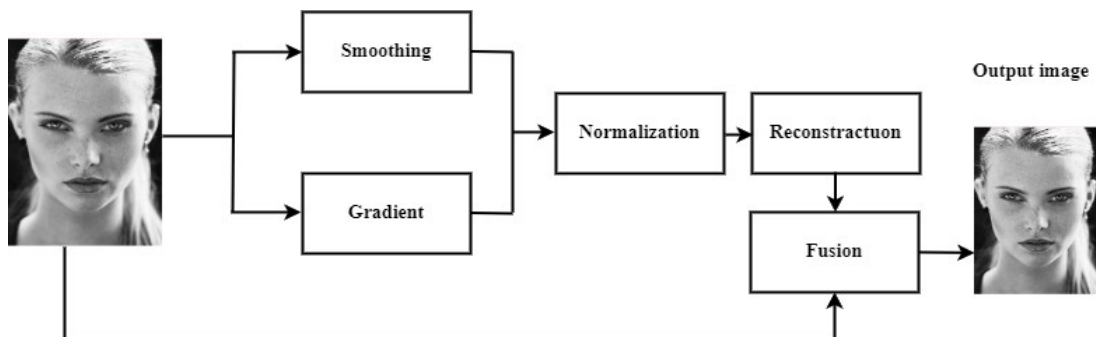 Smoothing
Output image
Normalization
Reconstractuon
Gradient
Fusion